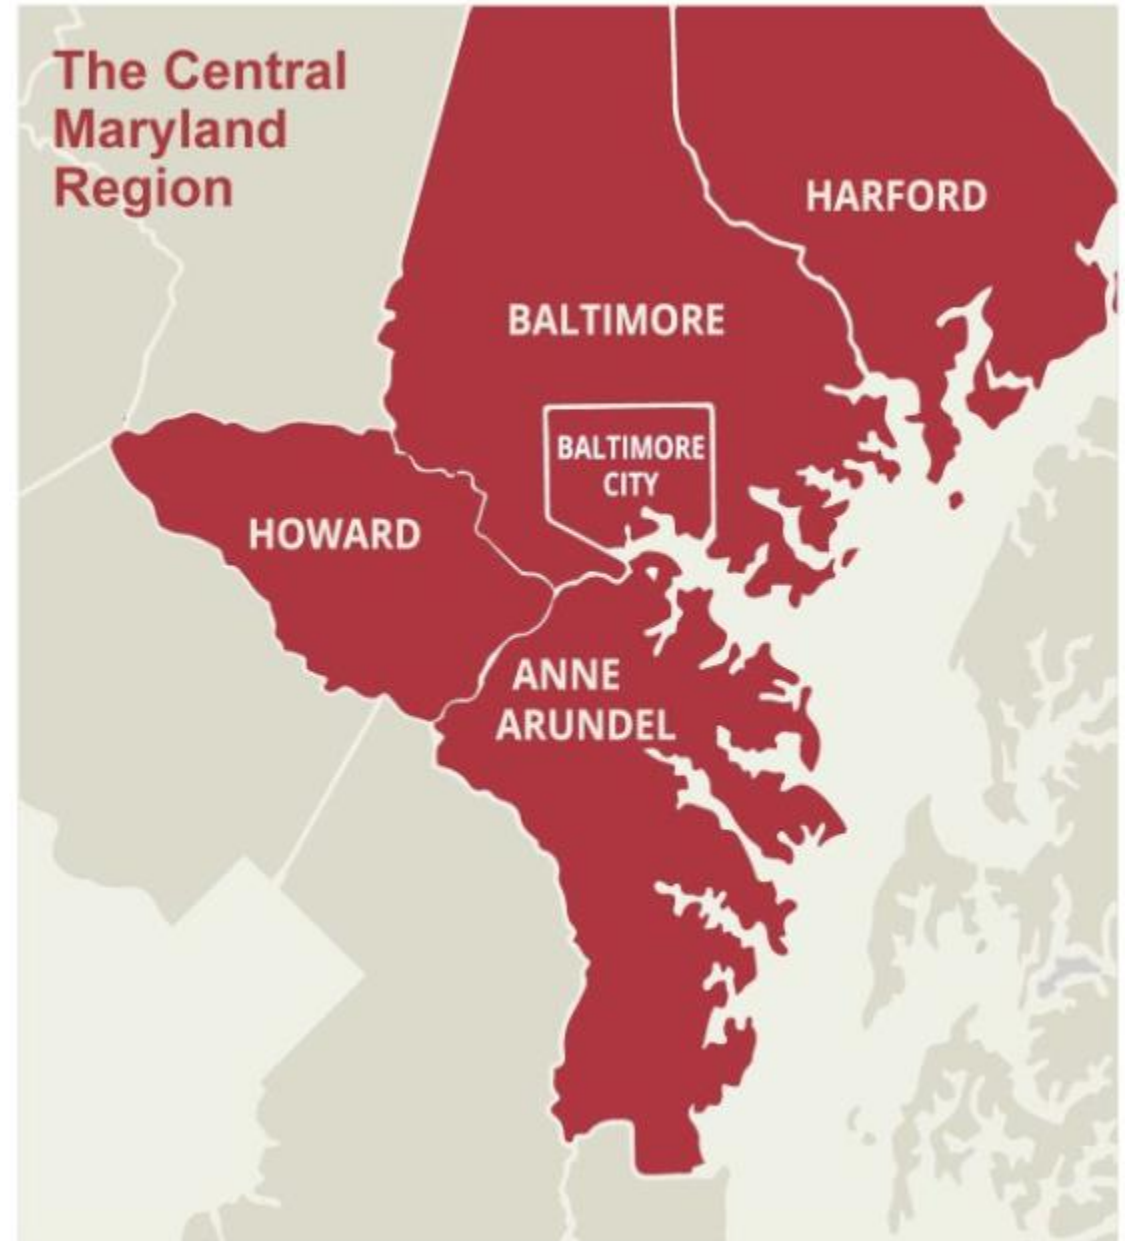 The Central
Maryland
Region
HARFORD
BALTIMORE
BALTIMORE
CITY
HOWARD
ANNE
ARUNDEL